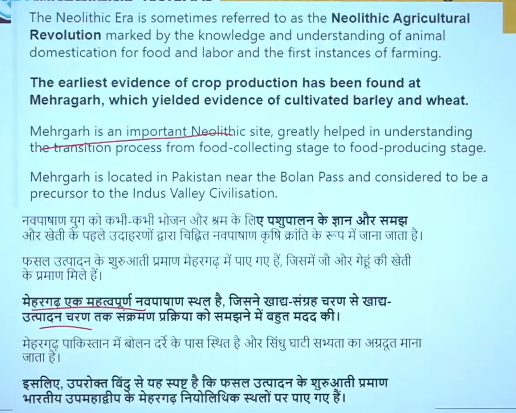 The Neolithic Era is sometimes referred to as the Neolithic Agricultural
Revolution marked by the knowledge and understanding of animal
domestication for food and labor and the first instances of farming.
The earliest evidence of crop production has been found at
Mehragarh, which yielded evidence of cultivated barley and wheat.
Mehrgarh is an important Neolithic site, greatly helped in understanding
the transition process from food-collecting stage to food-producing stage.
Mehrgarh is located in Pakistan near the Bolan Pass and considered to be a
precursor to the Indus Valley Civilisation.
नवपाषाण युग को कभी-कभी भोजन और श्रम के लिए पशुपालन के ज्ञान और समझ
और खेती के पहले उदाहरणों द्वारा चिह्नित नवपाषाण कृषि क्रांति के रूप में जाना जाता है।
फसल उत्पादन के शुरुआती प्रमाण मेहरगढ़ में पाए गए हैं, जिसमें जौ और गेहूं की खेती
के प्रमाण मिले हैं।
मेहरगढ़ एक महत्वपूर्ण नवपाषाण स्थल है, जिसने खाद्य-संग्रह चरण से खाद्य-
उत्पादन चरण तक संक्रमण प्रक्रिया को समझने में बहुत मदद की।
मेहरगढ़ पाकिस्तान में बोलन दर्रे के पास स्थित है और सिंधु घाटी सभ्यता का अग्रदूत माना
जाता है।
इसलिए, उपरोक्त बिंदु से यह स्पष्ट है कि फसल उत्पादन के शुरुआती प्रमाण
भारतीय उपमहाद्वीप के मेहरगढ़ नियोलिथिक स्थलों पर पाए गए हैं।